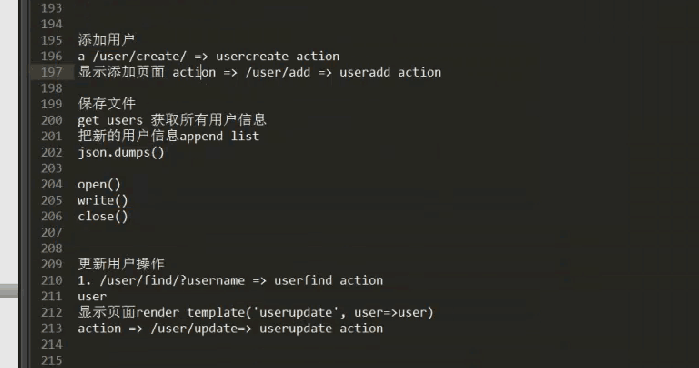 193
194
195 添加用户
196 a /user/create/ => usercreate action
197 显示添加页面 action => /user/add => useradd action
198
199 保存文件
200 get users 获取所有用户信息
201 把新的用户信息append list
202 json.dumps()
203
204 open()
205 write()
206 close()
207
208
209 更新用户操作
210 1. /user/find/?username => userfind action
211 user
212 显示页面render template('userupdate', user=>user)
213 action => /user/update=> userupdate action
214
215